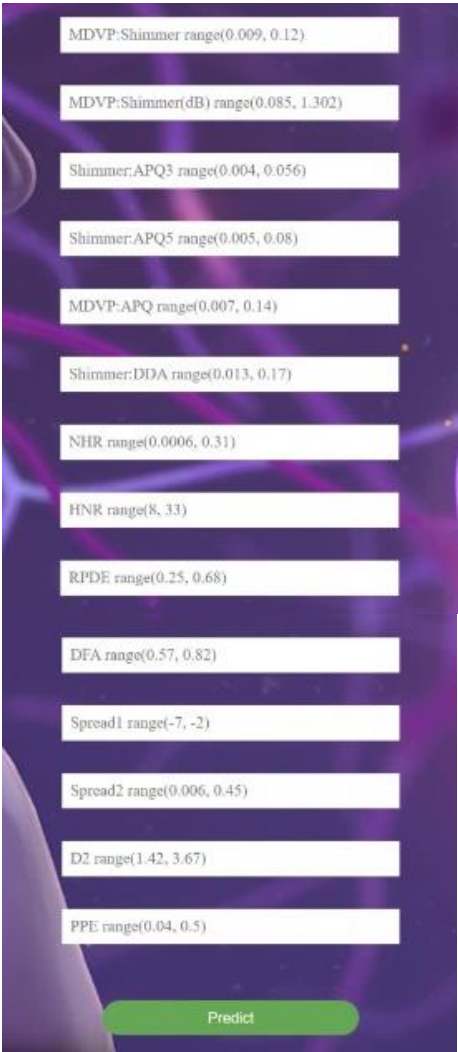 MDVP:Shimmer range(0.009, 0.12)
MDVP:Shimmer(dB) range(0.085, 1.302)
Shimmer:APQ3 range(0.004, 0.056)
Shimmer:APQ5 range(0.005, 0.08)
MDVP:APQ range(0.007, 0.14)
Shimmer:DDA range(0.013, 0.17)
NHR range(0.0006, 0.31)
HNR range(8, 33)
RPDE range(0.25, 0.68)
DFA range(0.57, 0.82)
Spread1 range(-7, -2)
Spread2 range(0.006, 0.45)
D2 range(1.42, 3.67)
PPE range(0.04, 0.5)
Predict